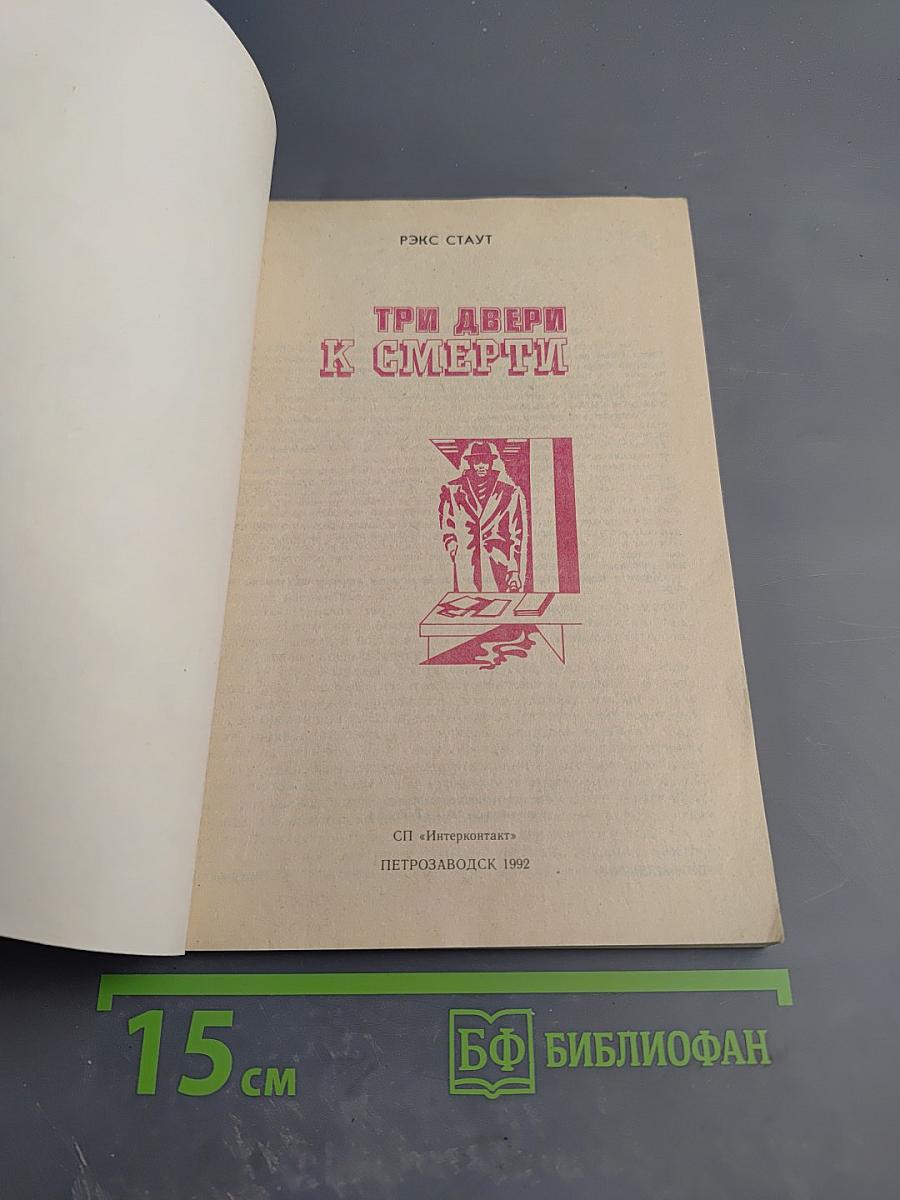 РЭКС СТАУТ
ТРИ ДВЕРИ
К СМЕРТИ
СП «Интерконтакт»
ПЕТРОЗАВОДСК 1992
15 см
БФ БИБЛИОФАН